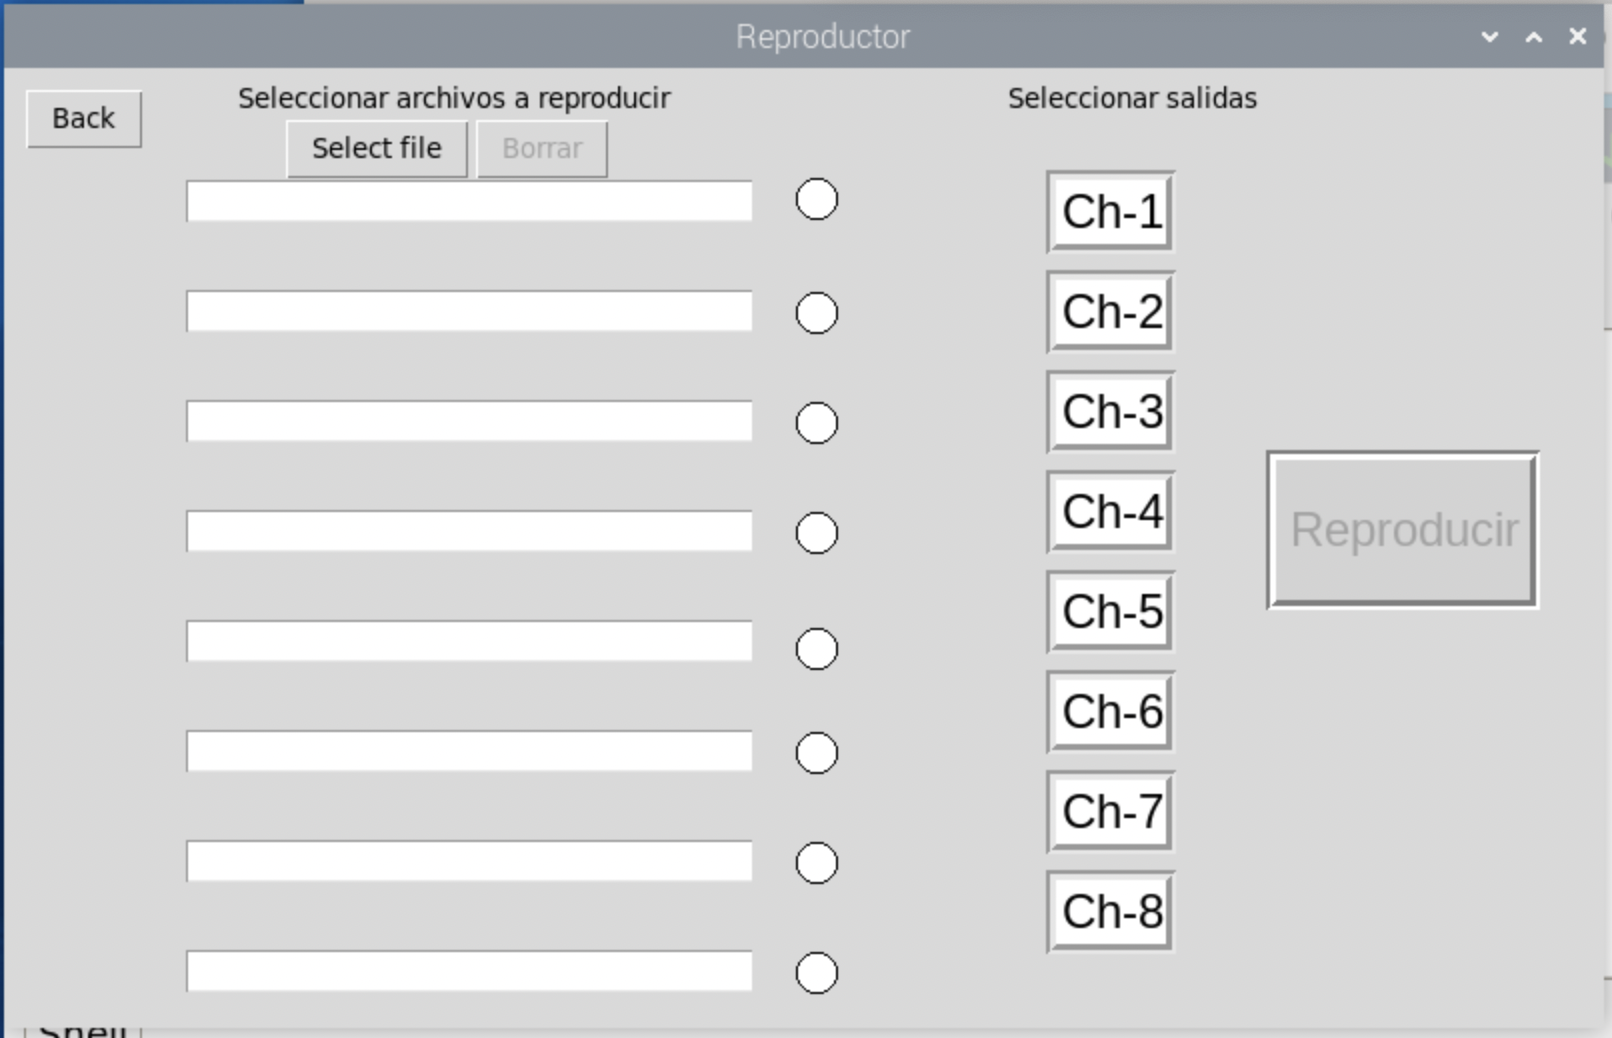 Reproductor
Back
Seleccionar archivos a reproducir
Seleccionar salidas
Select file
Borrar
Ch-1
Ch-2
Ch-3
Ch-4
Ch-5
Ch-6
Ch-7
Ch-8
Reproducir
Shell